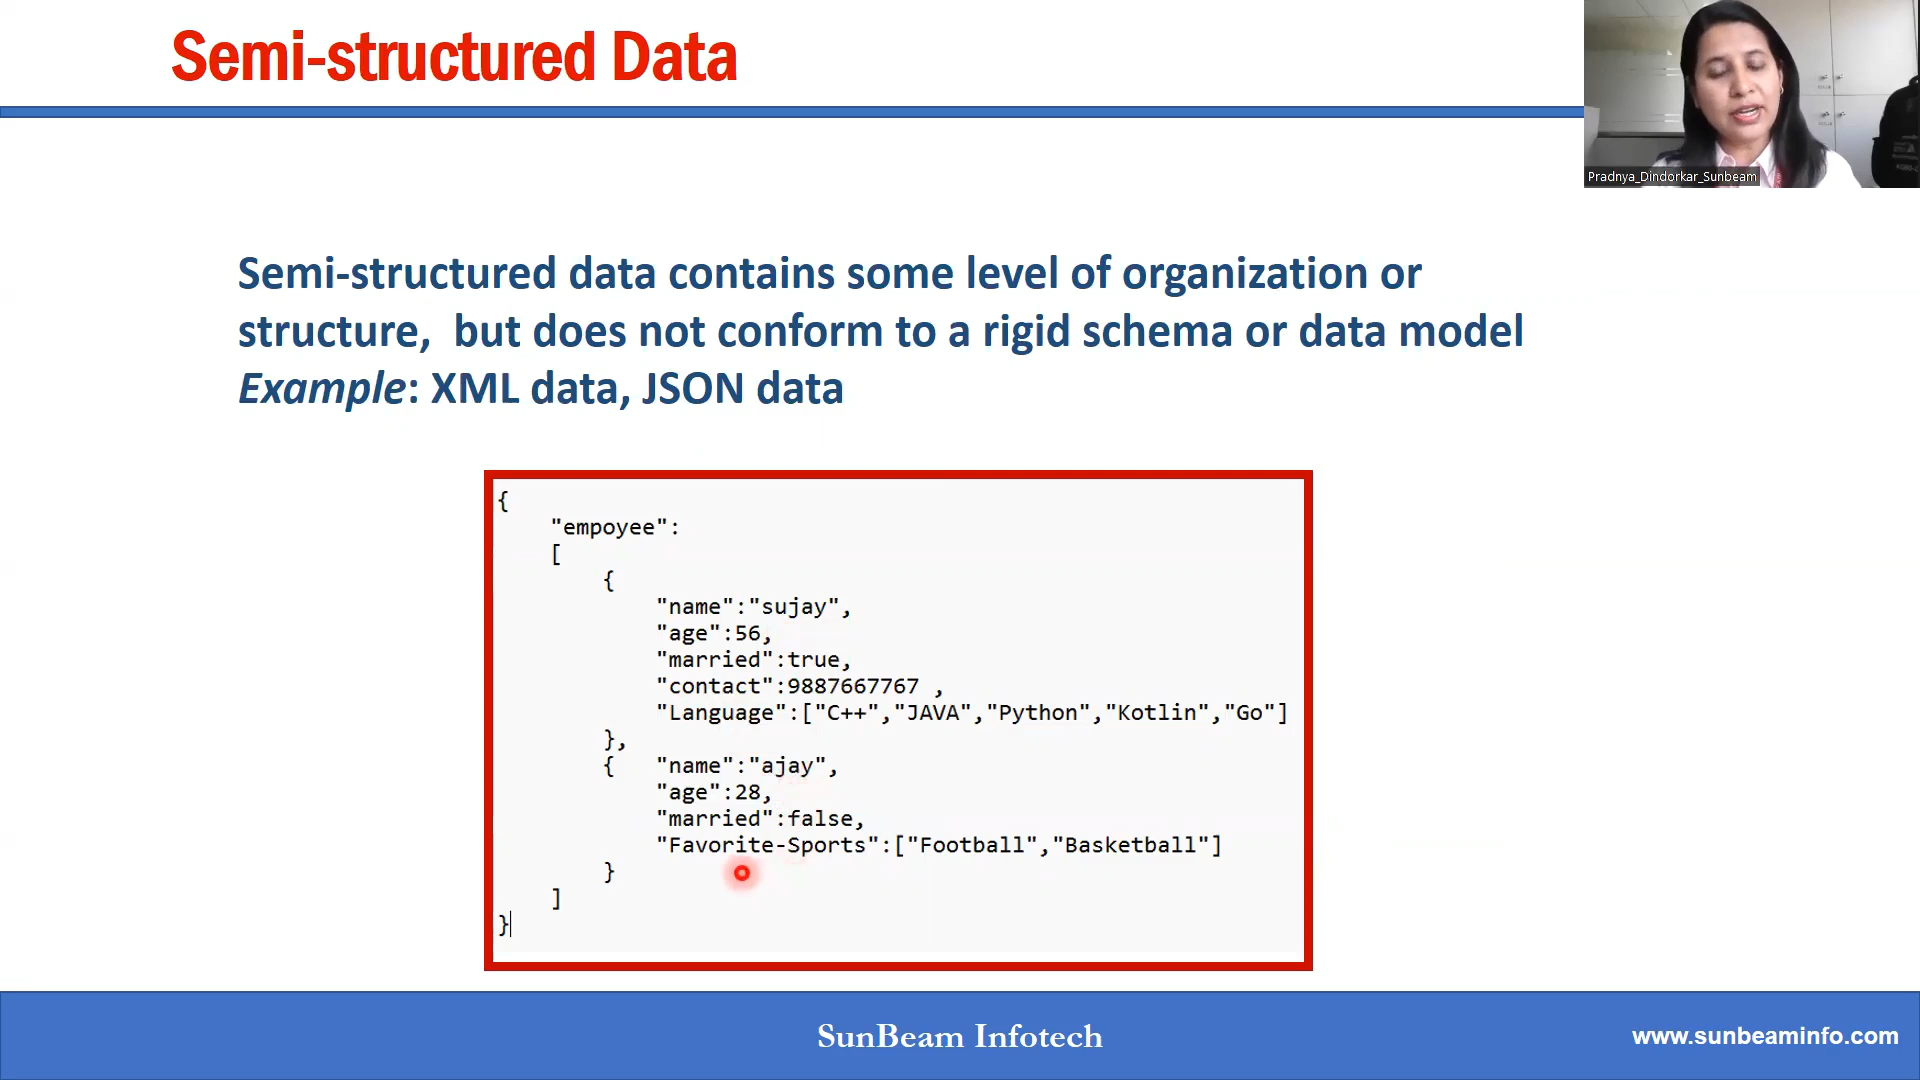 Semi-structured Data
Pradnya_Dindorkar_Sunbeam
Semi-structured data contains some level of organization or
structure,  but does not conform to a rigid schema or data model
Example: XML data, JSON data
{
"empoyee":
[
{
"name":"sujay",
"age":56,
"married":true,
"contact":9887667767 ,
"Language":["C++","JAVA","Python","Kotlin","Go"]
},
{ "name":"ajay",
"age":28,
"married":false,
"Favorite-Sports":["Football","Basketball"]
}
]
}
SunBeam Infotech
www.sunbeaminfo.com